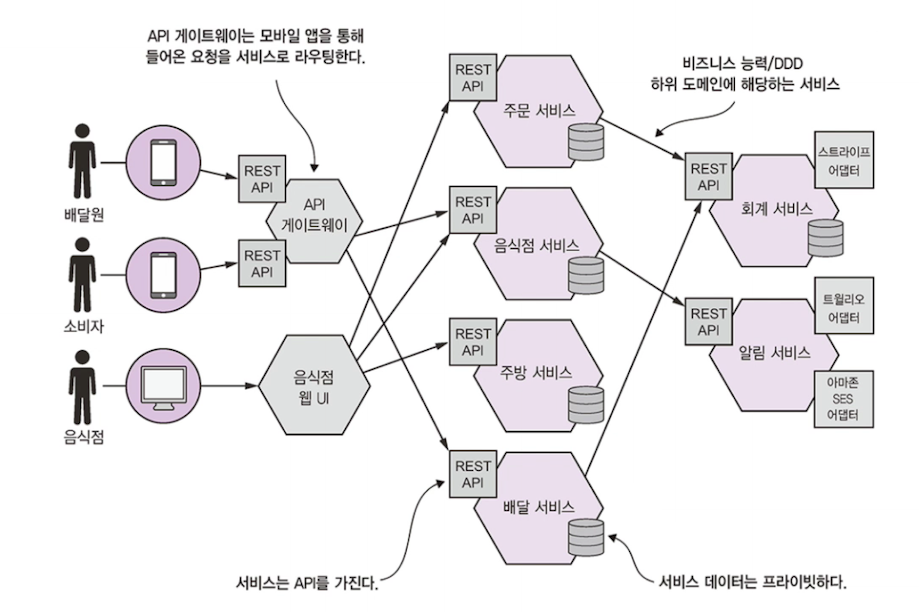 API 게이트웨이는 모바일 앱을 통해
들어온 요청을 서비스로 라우팅한다.
비즈니스 능력/DDD
하위 도메인에 해당하는 서비스
배달원
REST
API
소비자
REST
API
API
게이트웨이
음식점
음식점
웹 UI
REST
API
주문 서비스
REST
API
음식점 서비스
REST
API
주방 서비스
REST
API
배달 서비스
REST
API
회계 서비스
스트라이프
어댑터
REST
API
알림 서비스
트윌리오
어댑터
아마존
SES
어댑터
서비스는 API를 가진다.
서비스 데이터는 프라이빗하다.